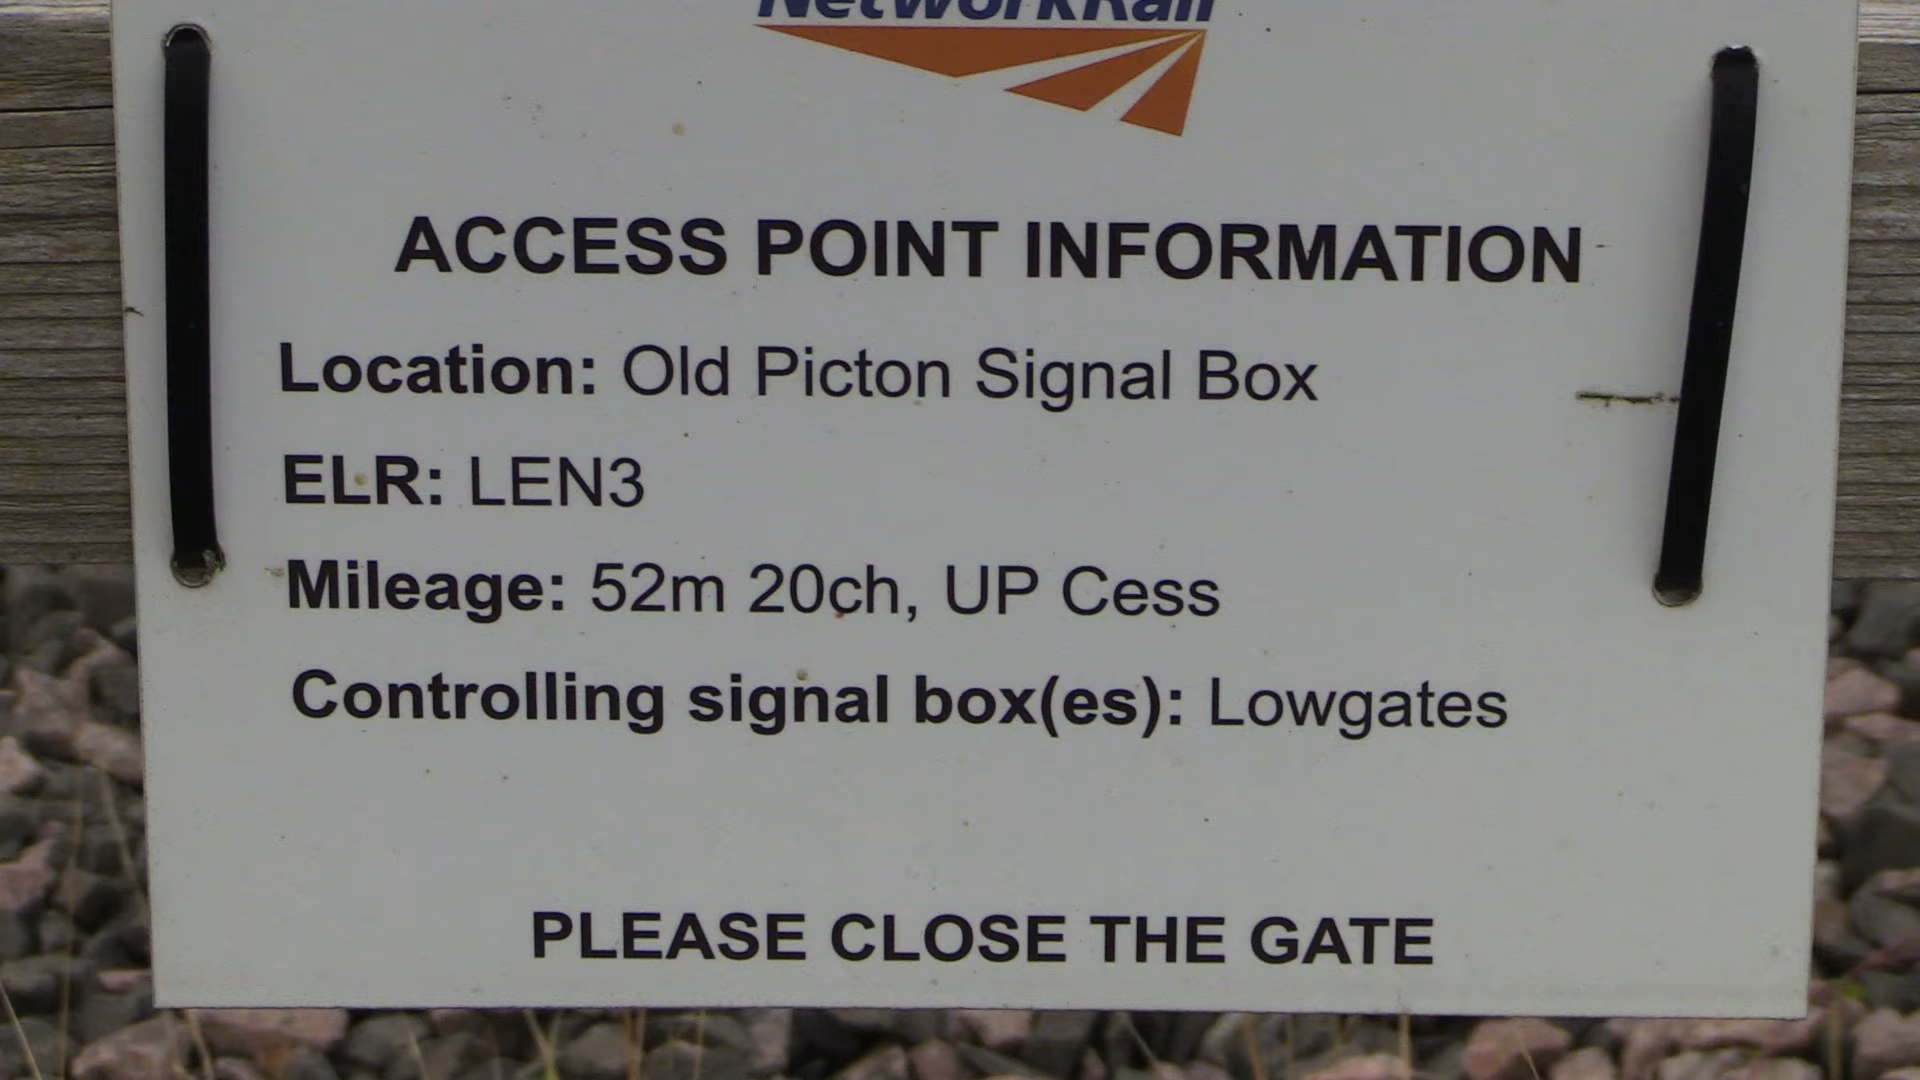 NetworkRail
ACCESS POINT INFORMATION
Location: Old Picton Signal Box
ELR: LEN3
Mileage: 52m 20ch, UP Cess
Controlling signal box(es): Lowgates
PLEASE CLOSE THE GATE